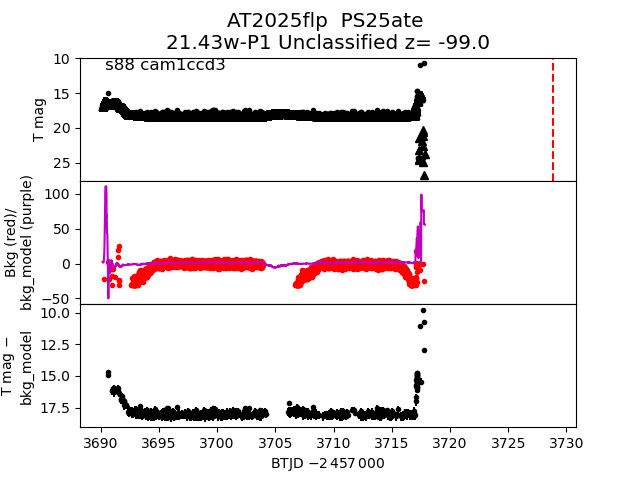 AT2025flp  PS25ate
21.43w-P1 Unclassified z= -99.0
s88 cam1ccd3
T mag
10
15
20
25
Bkg (red)/
bkg_model (purple)
100
50
0
−50
T mag −
bkg_model
10.0
12.5
15.0
17.5
3690 3695 3700 3705 3710 3715 3720 3725 3730
BTJD −2 457 000